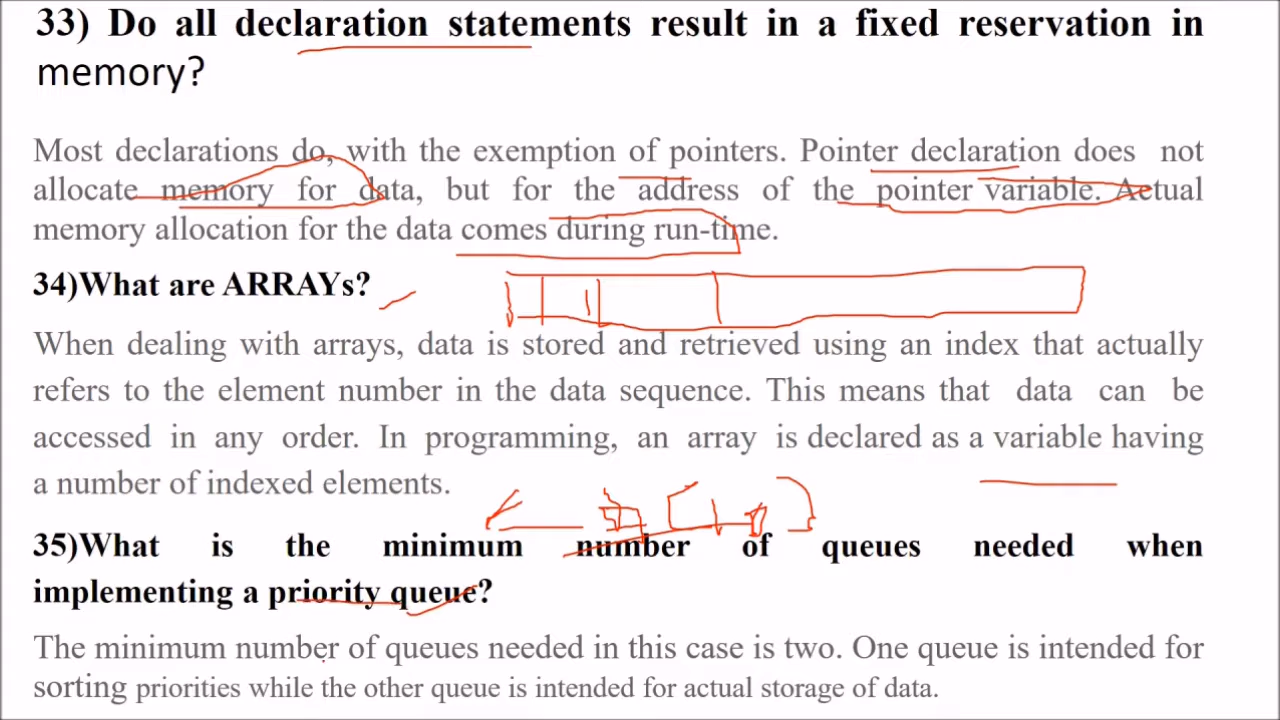 33) Do all declaration statements result in a fixed reservation in
memory?
Most declarations do, with the exemption of pointers. Pointer declaration does not
allocate memory for data, but for the address of the pointer variable. Actual
memory allocation for the data comes during run-time.
34)What are ARRAYs?
When dealing with arrays, data is stored and retrieved using an index that actually
refers to the element number in the data sequence. This means that data can be
accessed in any order. In programming, an array is declared as a variable having
a number of indexed elements.
35)What is the minimum number of queues needed when
implementing a priority queue?
The minimum number of queues needed in this case is two. One queue is intended for
sorting priorities while the other queue is intended for actual storage of data.